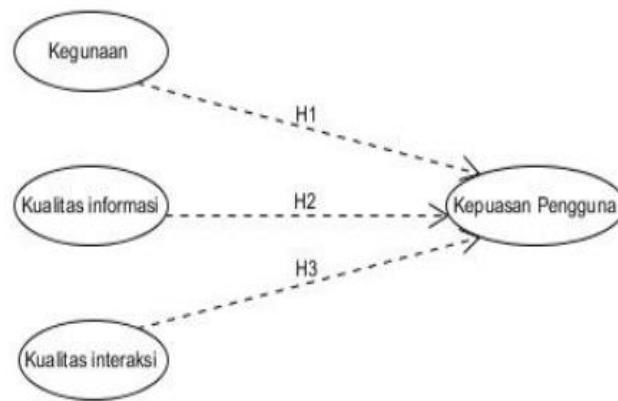 Kegunaan
H1
Kualitas informasi
H2
Kepuasan Pengguna
H3
Kualitas interaksi